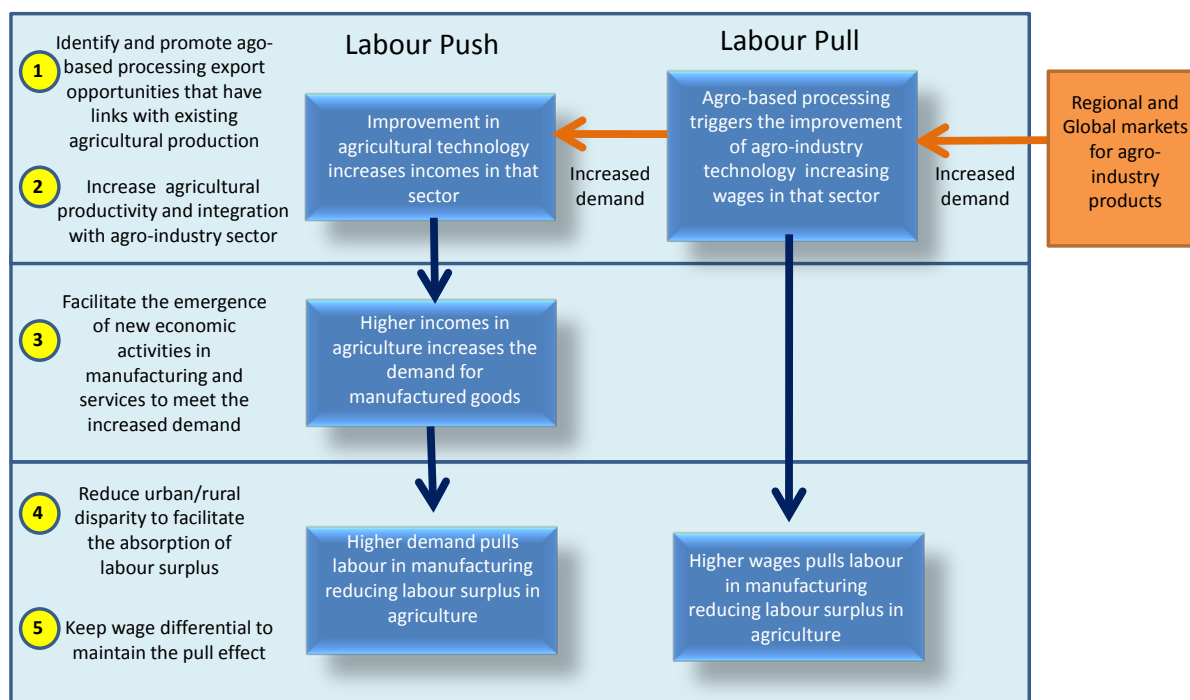 Labour Push
Labour Pull
1
Identify and promote ago-
based processing export
opportunities that have
links with existing
agricultural production
2
Increase agricultural
productivity and integration
with agro-industry sector
Improvement in
agricultural technology
increases incomes in that
sector
Increased
demand
Agro-based processing
triggers the improvement
of agro-industry
technology increasing
wages in that sector
Increased
demand
Regional and
Global markets
for agro-
industry
products
3
Facilitate the emergence
of new economic
activities in
manufacturing and
services to meet the
increased demand
Higher incomes in
agriculture increases the
demand for
manufactured goods
4
Reduce urban/rural
disparity to facilitate
the absorption of
labour surplus
5
Keep wage differential to
maintain the pull effect
Higher demand pulls
labour in manufacturing
reducing labour surplus in
agriculture
Higher wages pulls labour
in manufacturing
reducing labour surplus in
agriculture